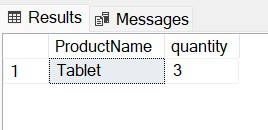 Results Messages
ProductName quantity
1 Tablet 3